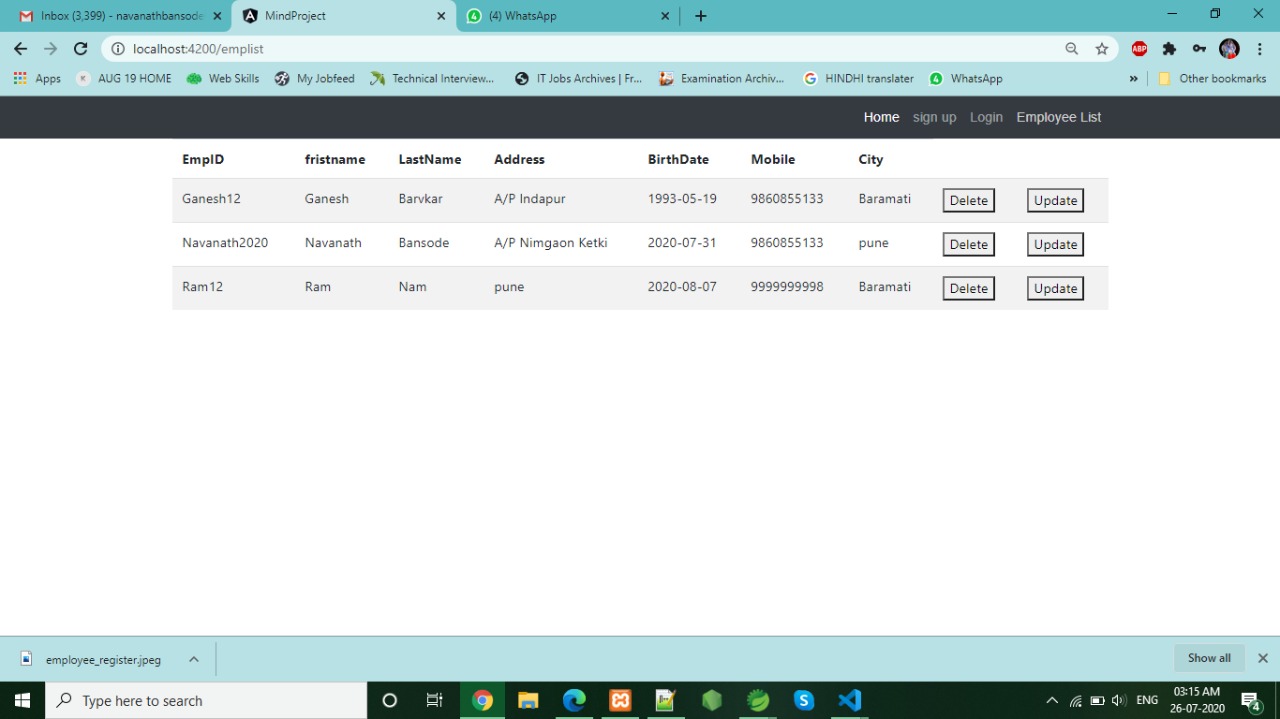 Inbox (3,399) - navanathbansode
MindProject
(4) WhatsApp
localhost:4200/emplist
ABP
Apps AUG 19 HOME Web Skills My Jobfeed Technical Interview... IT Jobs Archives | Fr... Examination Archiv... HINDHI translater WhatsApp » Other bookmarks
Home sign up Login Employee List
EmpID fristname LastName Address BirthDate Mobile City
Ganesh12 Ganesh Barvkar A/P Indapur 1993-05-19 9860855133 Baramati Delete Update
Navanath2020 Navanath Bansode A/P Nimgaon Ketki 2020-07-31 9860855133 pune Delete Update
Ram12 Ram Nam pune 2020-08-07 9999999998 Baramati Delete Update
employee_register.jpeg Show all
Type here to search
ENG
03:15 AM
26-07-2020
4